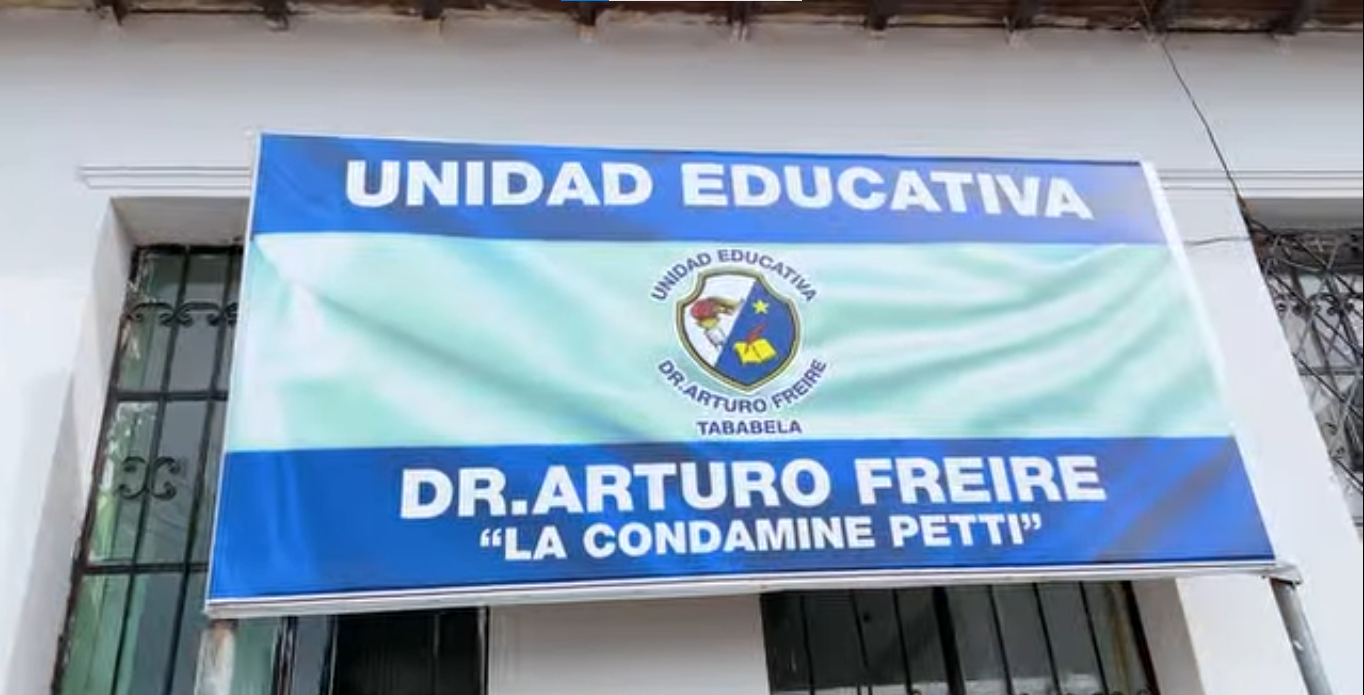 UNIDAD EDUCATIVA
UNIDAD EDUCATIVA
DR.ARTURO FREIRE
TABABELA
DR.ARTURO FREIRE
“LA CONDAMINE PETTI”